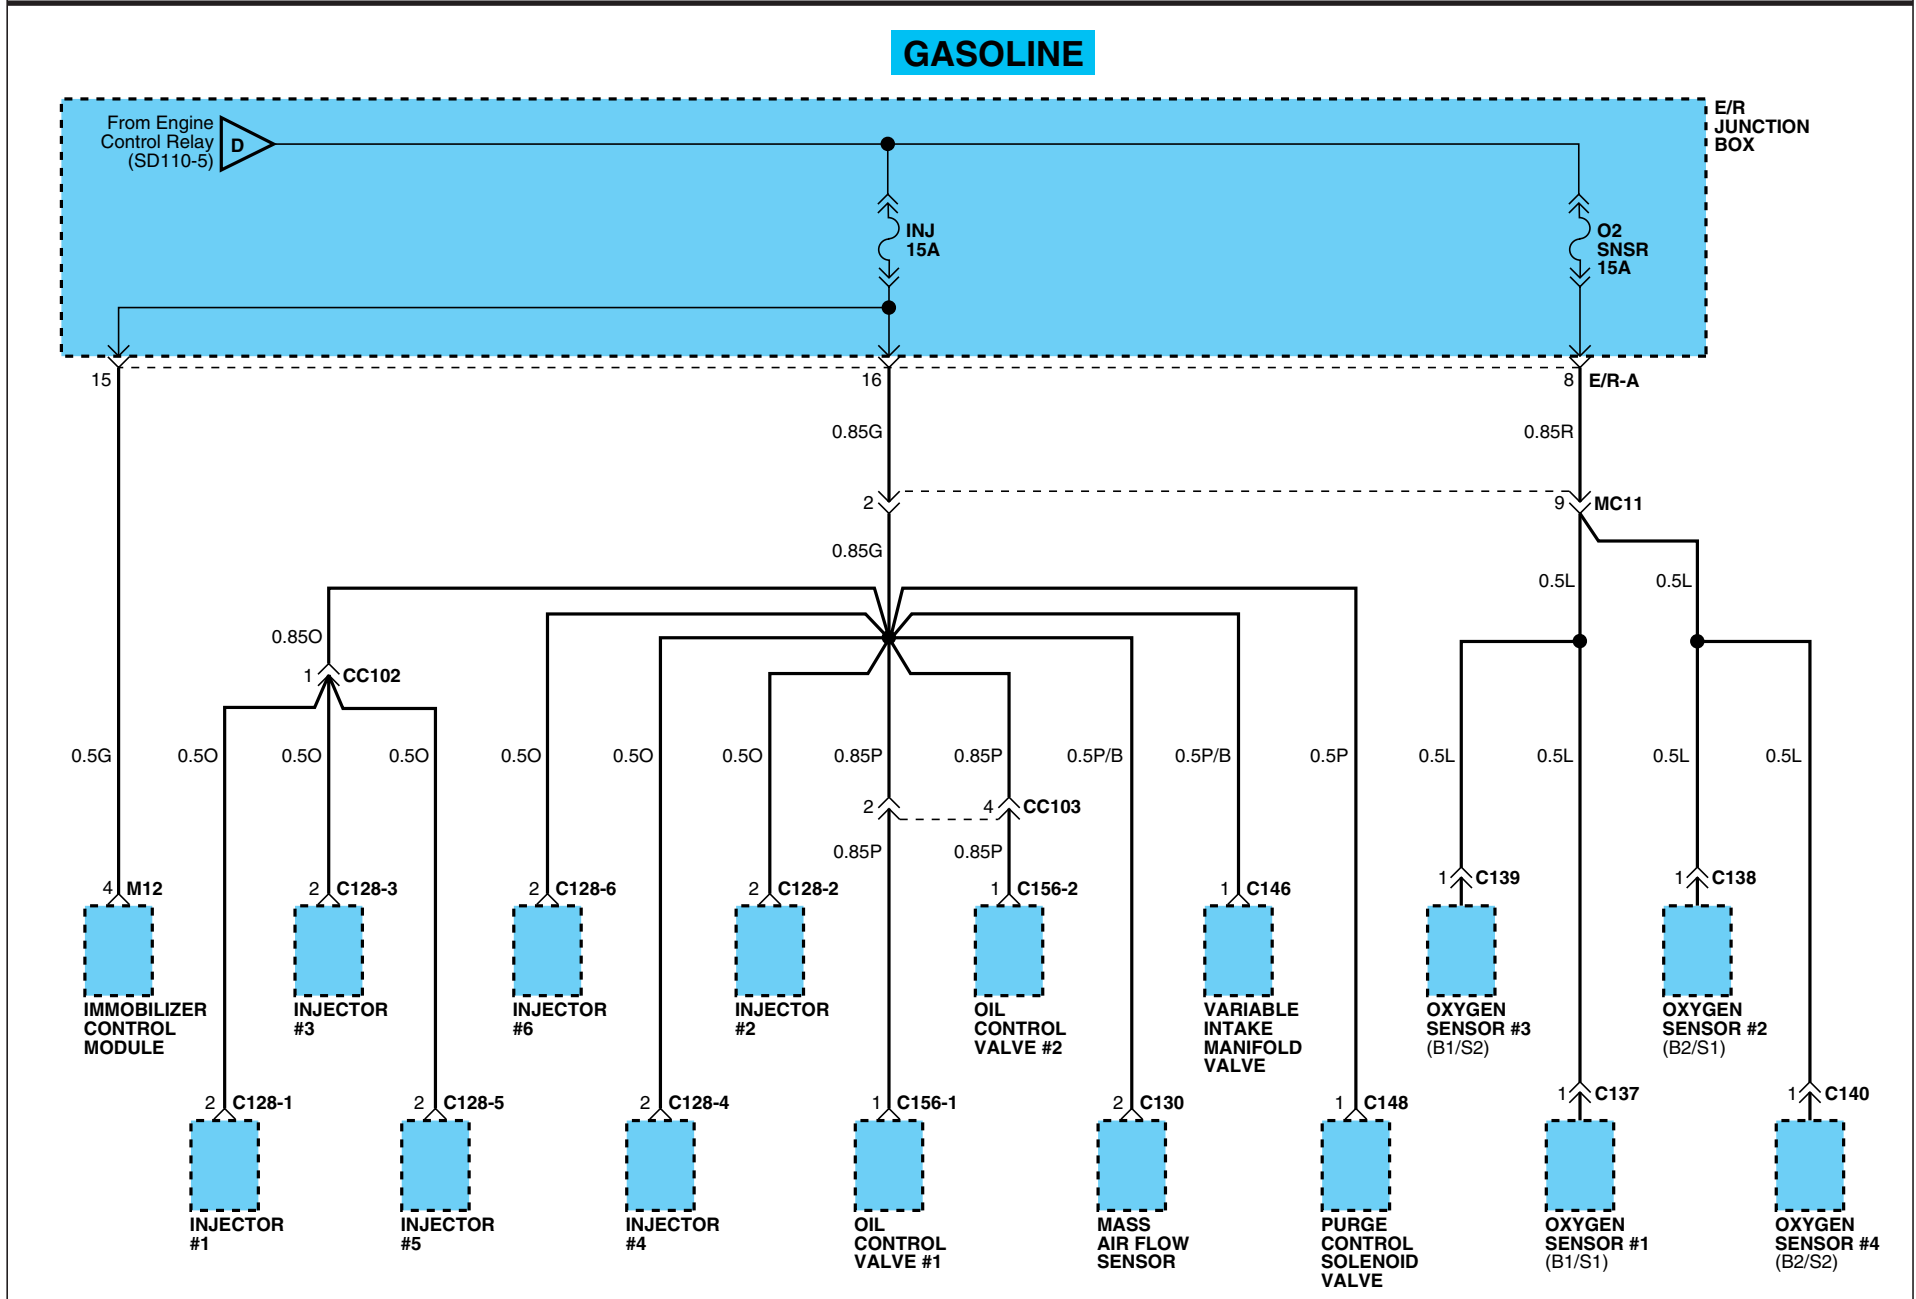 GASOLINE
From Engine
Control Relay
(SD110-5)
D
E/R
JUNCTION
BOX
INJ
15A
O2
SNSR
15A
15
16
8
E/R-A
0.85G
0.85R
2
9
MC11
0.85G
0.5L
0.5L
0.85O
1
CC102
0.5G
0.5O
0.5O
0.5O
0.5O
0.5O
0.5O
0.85P
0.85P
0.5P/B
0.5P/B
0.5P
0.5L
0.5L
0.5L
0.5L
2
4
CC103
0.85P
0.85P
4
M12
2
C128-3
2
C128-6
2
C128-2
1
C156-2
1
C146
1
C139
1
C138
IMMOBILIZER
CONTROL
MODULE
INJECTOR
#3
INJECTOR
#6
INJECTOR
#2
OIL
CONTROL
VALVE #2
VARIABLE
INTAKE
MANIFOLD
VALVE
OXYGEN
SENSOR #3
(B1/S2)
OXYGEN
SENSOR #2
(B2/S1)
2
C128-1
2
C128-5
2
C128-4
1
C156-1
2
C130
1
C148
1
C137
1
C140
INJECTOR
#1
INJECTOR
#5
INJECTOR
#4
OIL
CONTROL
VALVE #1
MASS
AIR FLOW
SENSOR
PURGE
CONTROL
SOLENOID
VALVE
OXYGEN
SENSOR #1
(B1/S1)
OXYGEN
SENSOR #4
(B2/S2)